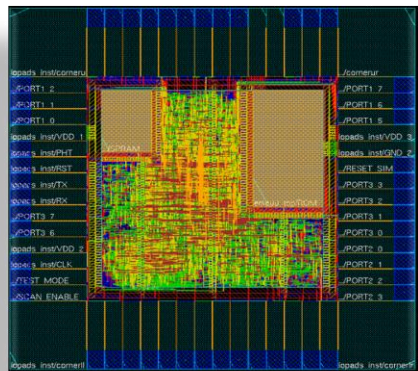 iopads_inst/cornerul
../cornerur
../PORT1_2
../PORT1_7
../PORT1_1
../PORT1_6
../PORT1_0
../PORT1_5
iopads_inst/VDD_1
iopads_inst/VDD_3
iopads_inst/PHT
iopads_inst/GND_2
iopads_inst/RST
../RESET_SIM
iopads_inst/TX
../PORT3_3
iopads_inst/RX
../PORT3_2
../PORT3_7
../PORT3_1
../PORT3_6
../PORT3_0
iopads_inst/VDD_2
../PORT2_0
iopads_inst/CLK
../PORT2_1
../TEST_MODE
../PORT2_2
../SCAN_ENABLE
../PORT2_3
iopads_inst/cornerll